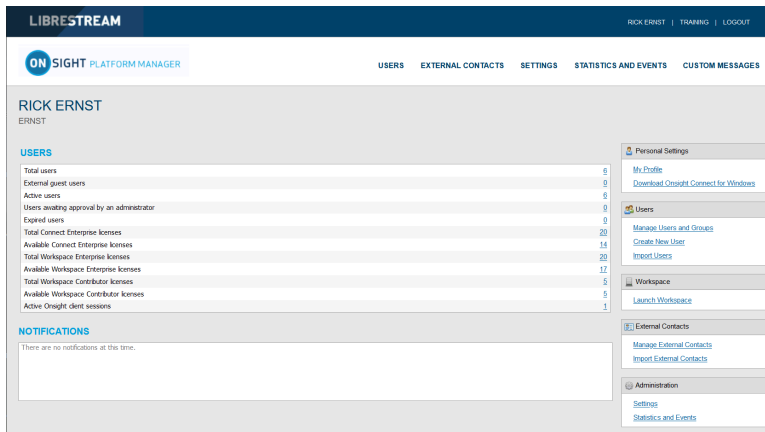 LIBRESTREAM
RICK ERNST | TRAINING | LOGOUT
ON SIGHT PLATFORM MANAGER
USERS EXTERNAL CONTACTS SETTINGS STATISTICS AND EVENTS CUSTOM MESSAGES
RICK ERNST
ERNST
USERS
Total users 6
External guest users 0
Active users 6
Users awaiting approval by an administrator 0
Expired users 0
Total Connect Enterprise licenses 20
Available Connect Enterprise licenses 14
Total Workspace Enterprise licenses 20
Available Workspace Enterprise licenses 17
Total Workspace Contributor licenses 5
Available Workspace Contributor licenses 5
Active Onsight client sessions 1
NOTIFICATIONS
There are no notifications at this time.
Personal Settings
My Profile
Download Onsight Connect for Windows
Users
Manage Users and Groups
Create New User
Import Users
Workspace
Launch Workspace
External Contacts
Manage External Contacts
Import External Contacts
Administration
Settings
Statistics and Events